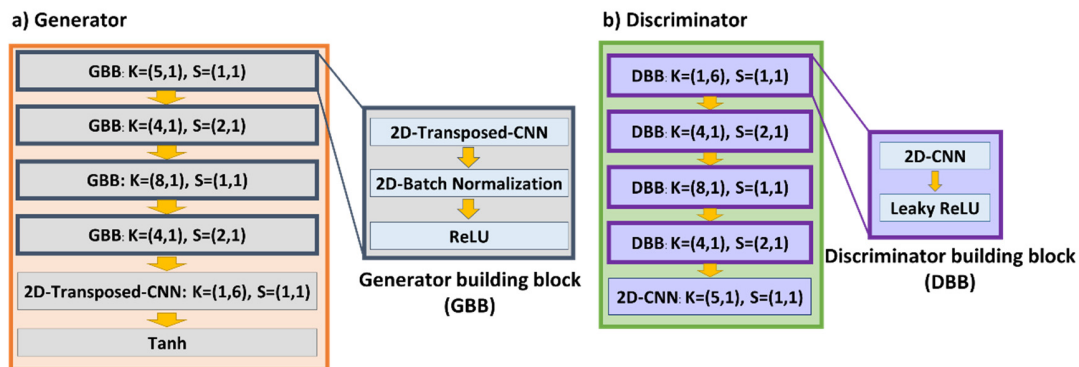 a) Generator
GBB: K=(5,1), S=(1,1)
GBB: K=(4,1), S=(2,1)
GBB: K=(8,1), S=(1,1)
GBB: K=(4,1), S=(2,1)
2D-Transposed-CNN: K=(1,6), S=(1,1)
Tanh
2D-Transposed-CNN
2D-Batch Normalization
ReLU
Generator building block
(GBB)
b) Discriminator
DBB: K=(1,6), S=(1,1)
DBB: K=(4,1), S=(2,1)
DBB: K=(8,1), S=(1,1)
DBB: K=(4,1), S=(2,1)
2D-CNN: K=(5,1), S=(1,1)
2D-CNN
Leaky ReLU
Discriminator building block
(DBB)